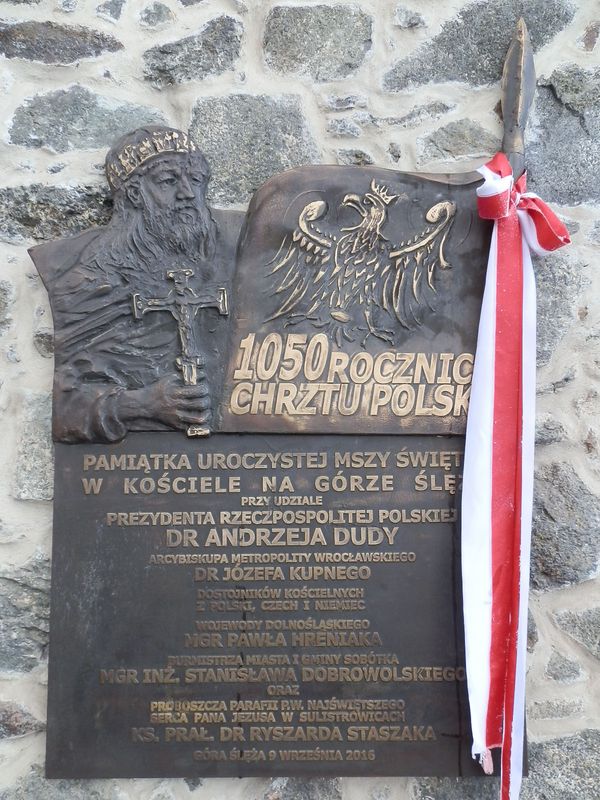 1050 ROCZNIC
CHRZTU POLSK
PAMIĄTKA UROCZYSTEJ MSZY ŚWIĘT
W KOŚCIELE NA GÓRZE ŚLĘŻ
PRZY UDZIALE
PREZYDENTA RZECZPOSPOLITEJ POLSKIEJ
DR ANDRZEJA DUDY
ARCYBISKUPA METROPOLITY WROCŁAWSKIEGO
DR JÓZEFA KUPNEGO
DOSTOJNIKÓW KOŚCIELNYCH
Z POLSKI, CZECH I NIEMIEC
WOJEWODY DOLNOŚLĄSKIEGO
MGR PAWŁA HRENIAKA
BURMISTRZA MIASTA I GMINY SOBÓTKA
MGR INŻ. STANISŁAWA DOBROWOLSKIEGO
ORAZ
PROBOSZCZA PARAFII P.W. NAJŚWIĘTSZEGO
SERCA PANA JEZUSA W SULISTROWICACH
KS. PRAŁ. DR RYSZARDA STASZAKA
GÓRA ŚLĘŻA 9 WRZEŚNIA 2016